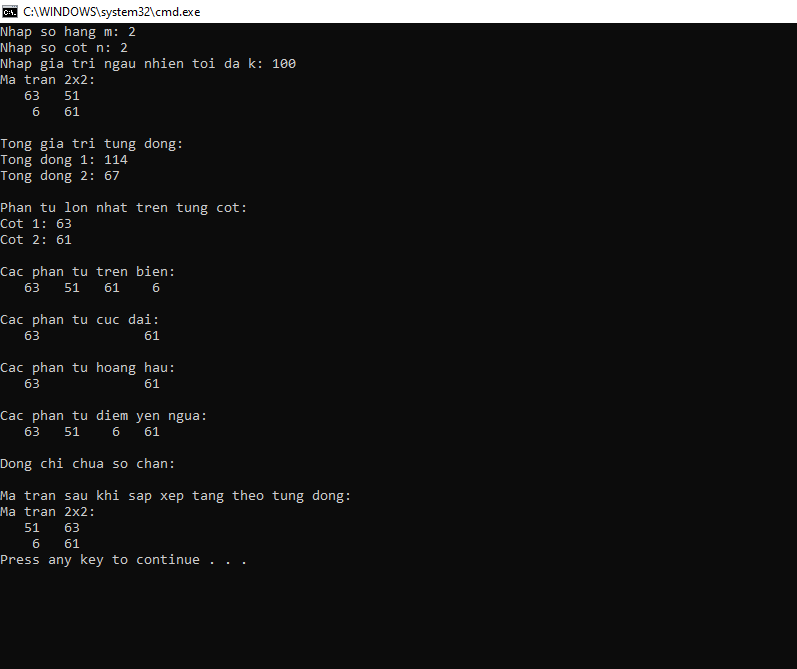 C:\WINDOWS\system32\cmd.exe
Nhap so hang m: 2
Nhap so cot n: 2
Nhap gia tri ngau nhien toi da k: 100
Ma tran 2x2:
   63   51
    6   61

Tong gia tri tung dong:
Tong dong 1: 114
Tong dong 2: 67

Phan tu lon nhat tren tung cot:
Cot 1: 63
Cot 2: 61

Cac phan tu tren bien:
   63   51   61    6

Cac phan tu cuc dai:
   63             61

Cac phan tu hoang hau:
   63             61

Cac phan tu diem yen ngua:
   63   51    6   61

Dong chi chua so chan:

Ma tran sau khi sap xep tang theo tung dong:
Ma tran 2x2:
   51   63
    6   61
Press any key to continue . . .